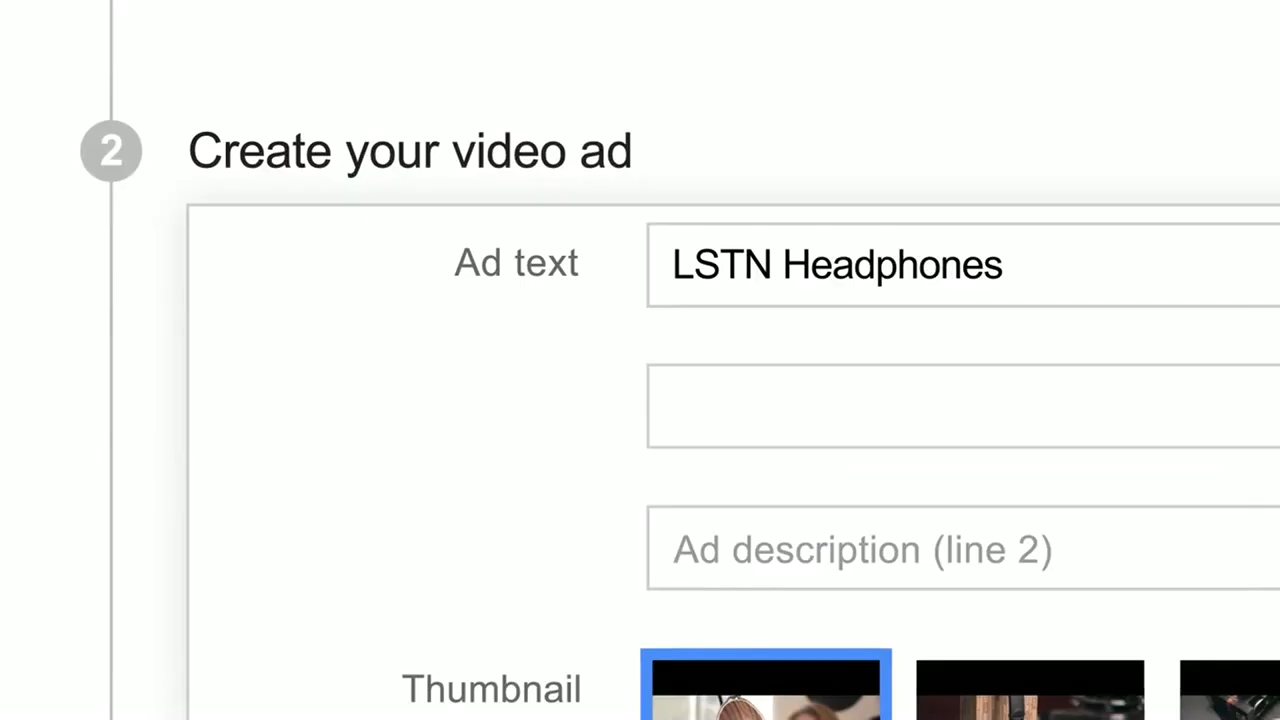 2 Create your video ad
Ad text LSTN Headphones
Ad description (line 2)
Thumbnail